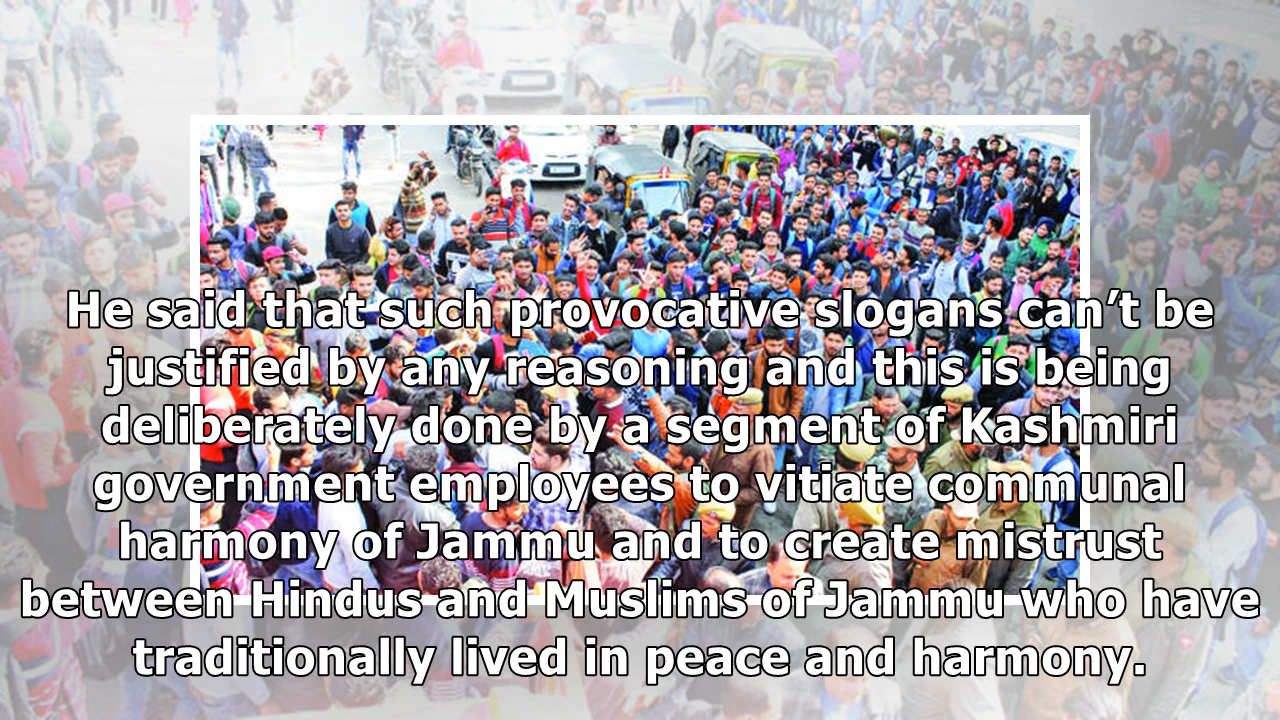 He said that such provocative slogans can’t be
justified by any reasoning and this is being
deliberately done by a segment of Kashmiri
government employees to vitiate communal
harmony of Jammu and to create mistrust
between Hindus and Muslims of Jammu who have
traditionally lived in peace and harmony.